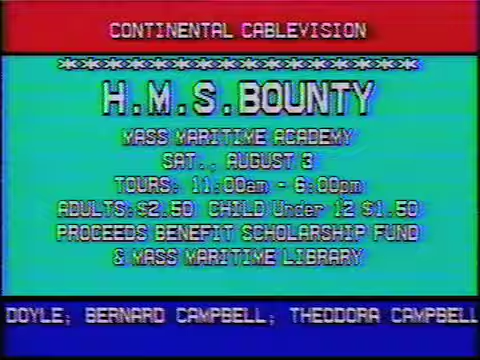 CONTINENTAL CABLEVISION
************************
H.M.S.BOUNTY
MASS MARITIME ACADEMY
SAT., AUGUST 3
TOURS: 11:00am - 6:00pm
ADULTS:$2.50 CHILD Under 12 $1.50
PROCEEDS BENEFIT SCHOLARSHIP FUND
& MASS MARITIME LIBRARY
DOYLE; BERNARD CAMPBELL; THEODORA CAMPBELL